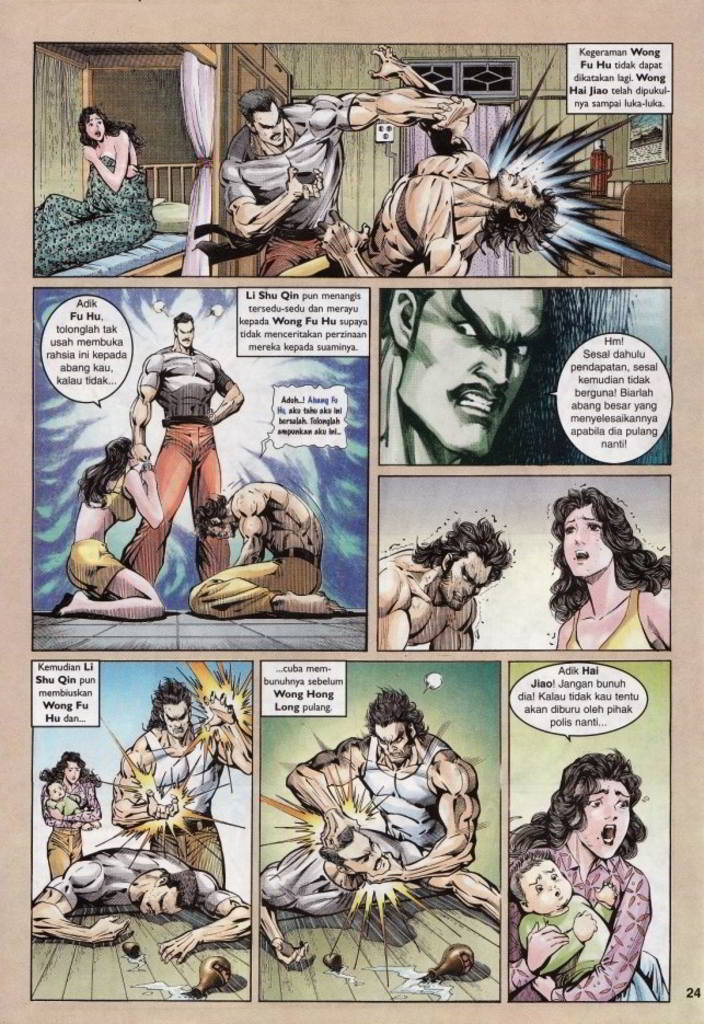 Kegeraman Wong
Fu Hu tidak dapat
dikatakan lagi. Wong
Hai Jiao telah dipukul-
nya sampai luka-luka.
Adik
Fu Hu,
tolonglah tak
usah membuka
rahsia ini kepada
abang kau,
kalau tidak...
Li Shu Qin pun menangis
tersedu-sedu dan merayu
kepada Wong Fu Hu supaya
tidak menceritakan perzinaan
mereka kepada suaminya.
Aduh..! Abang Fu
Hu, aku tahu aku ini
bersalah. Tolonglah
ampunkan aku ini...
Hm!
Sesal dahulu
pendapatan, sesal
kemudian tidak
berguna! Biarlah
abang besar yang
menyelesaikannya
apabila dia pulang
nanti!
Kemudian Li
Shu Qin pun
membiuskan
Wong Fu
Hu dan...
...cuba mem-
bunuhnya sebelum
Wong Hong
Long pulang.
Adik Hai
Jiao! Jangan bunuh
dia! Kalau tidak kau tentu
akan diburu oleh pihak
polis nanti...
24